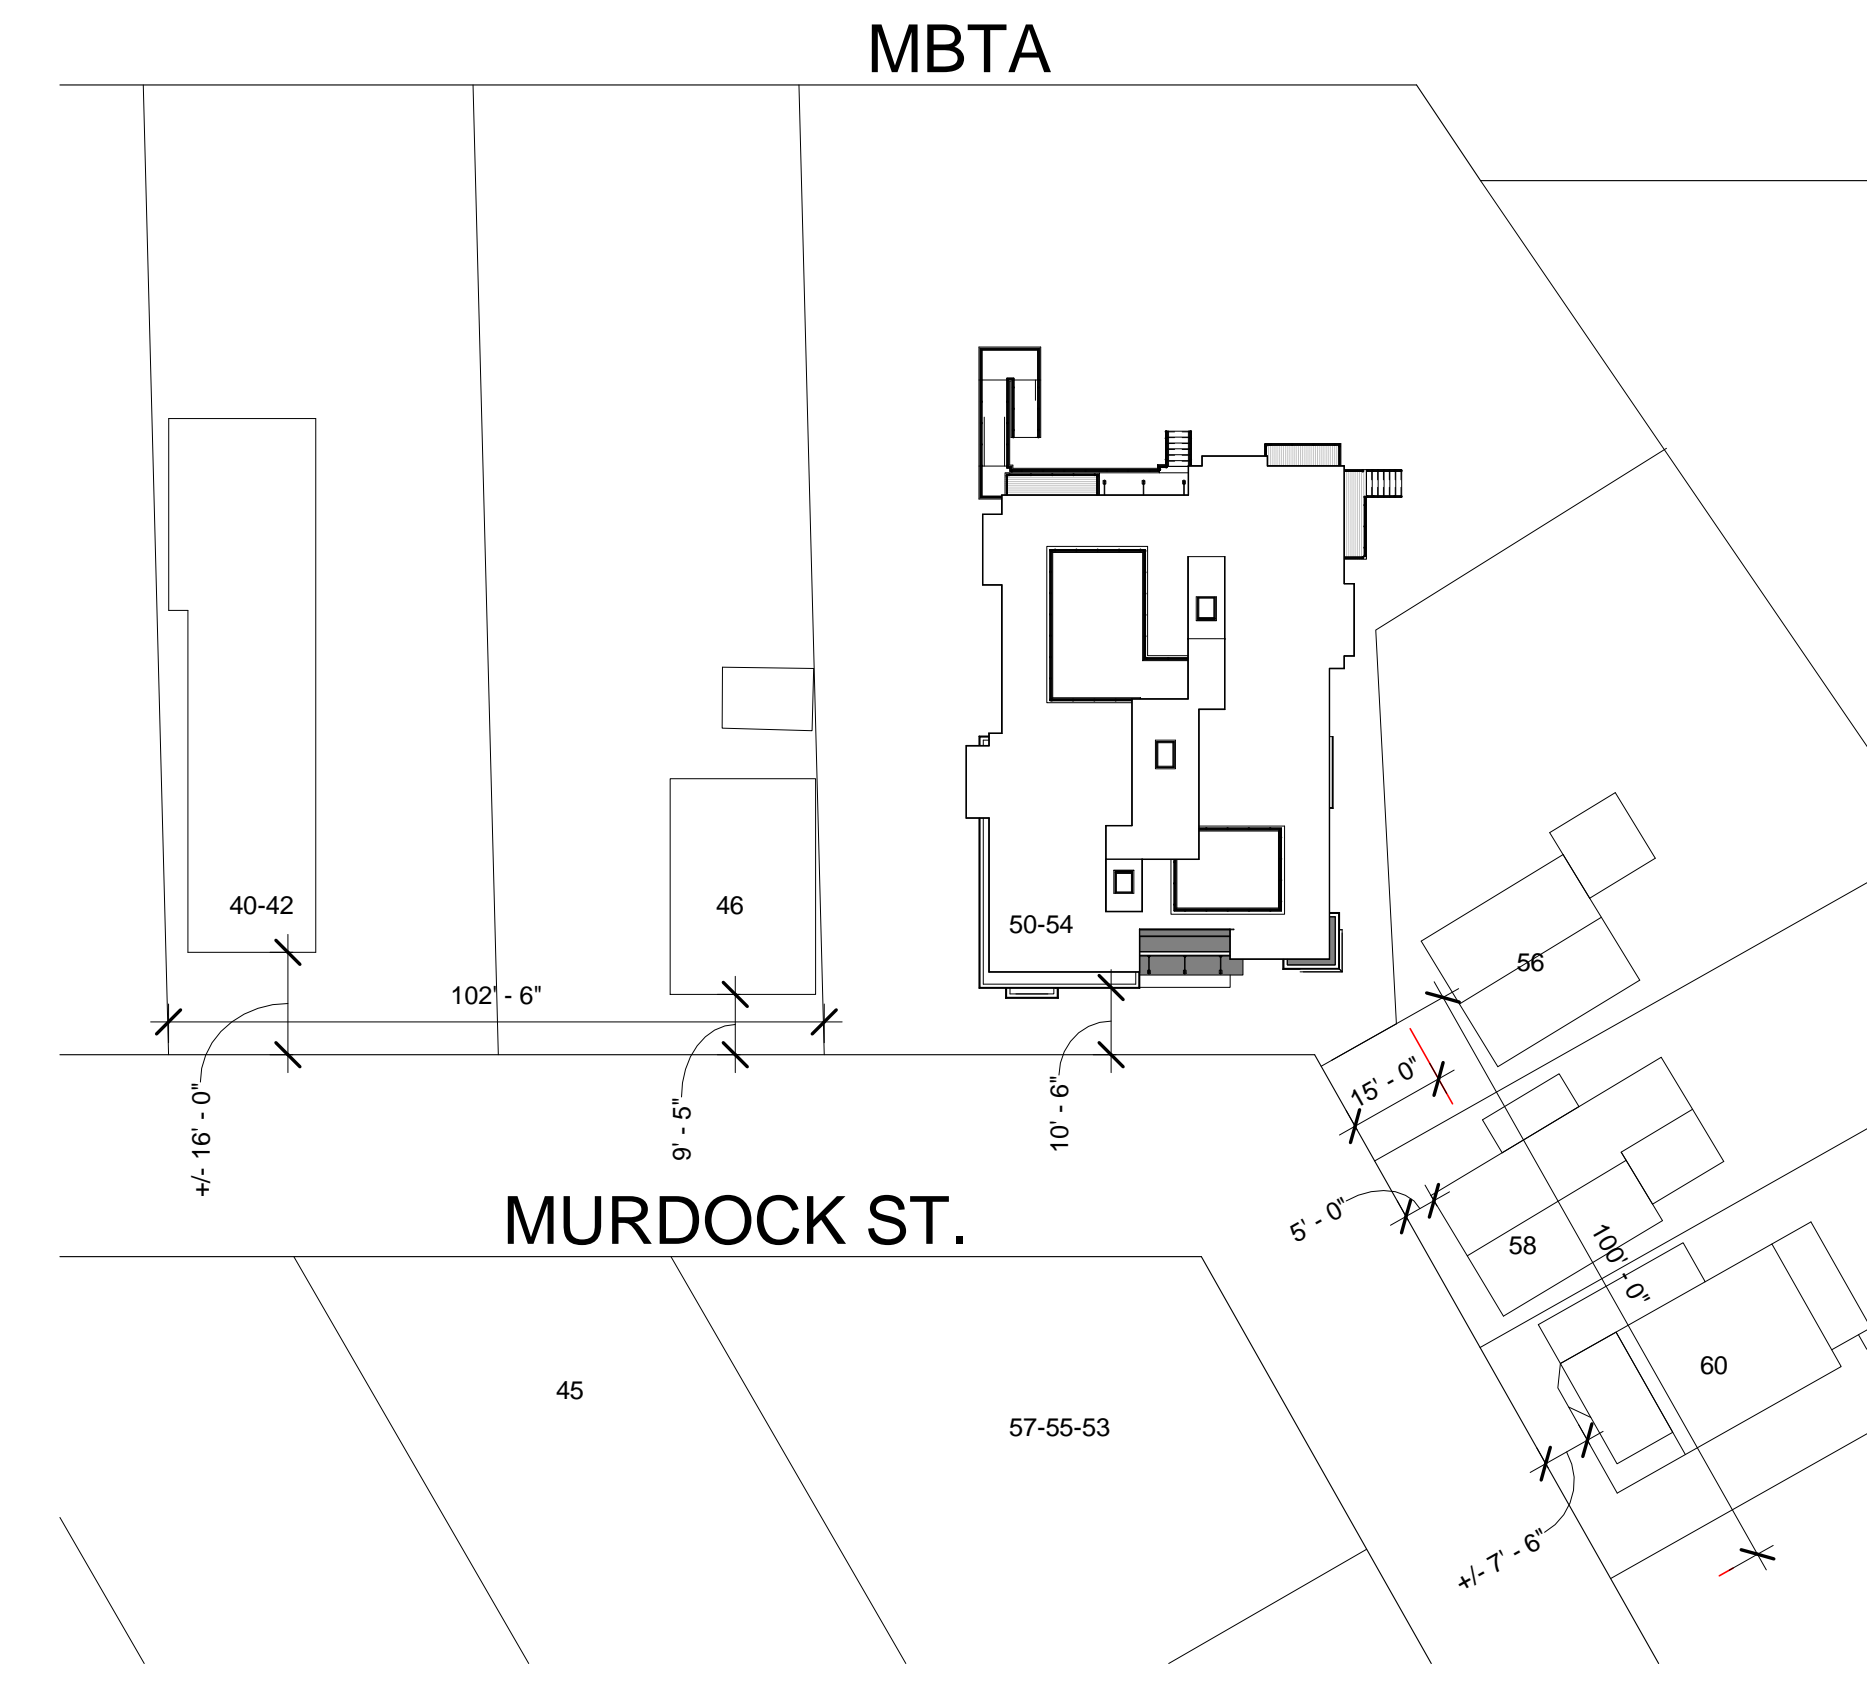 MBTA
40-42
46
50-54
56
102' - 6"
15' - 0"
+/- 16' - 0"
9' - 5"
10' - 6"
MURDOCK ST.
5' - 0"
58
100' - 0"
60
45
57-55-53
+/- 7' - 6"